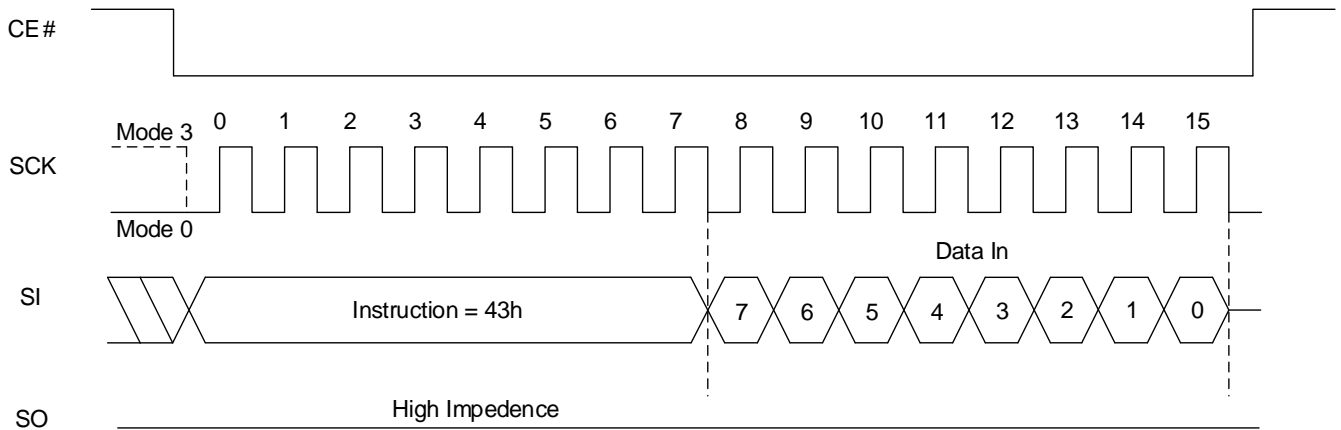 CE#
0 1 2 3 4 5 6 7 8 9 10 11 12 13 14 15
Mode 3
SCK
Mode 0
Data In
SI
Instruction = 43h
7 6 5 4 3 2 1 0
High Impedence
SO